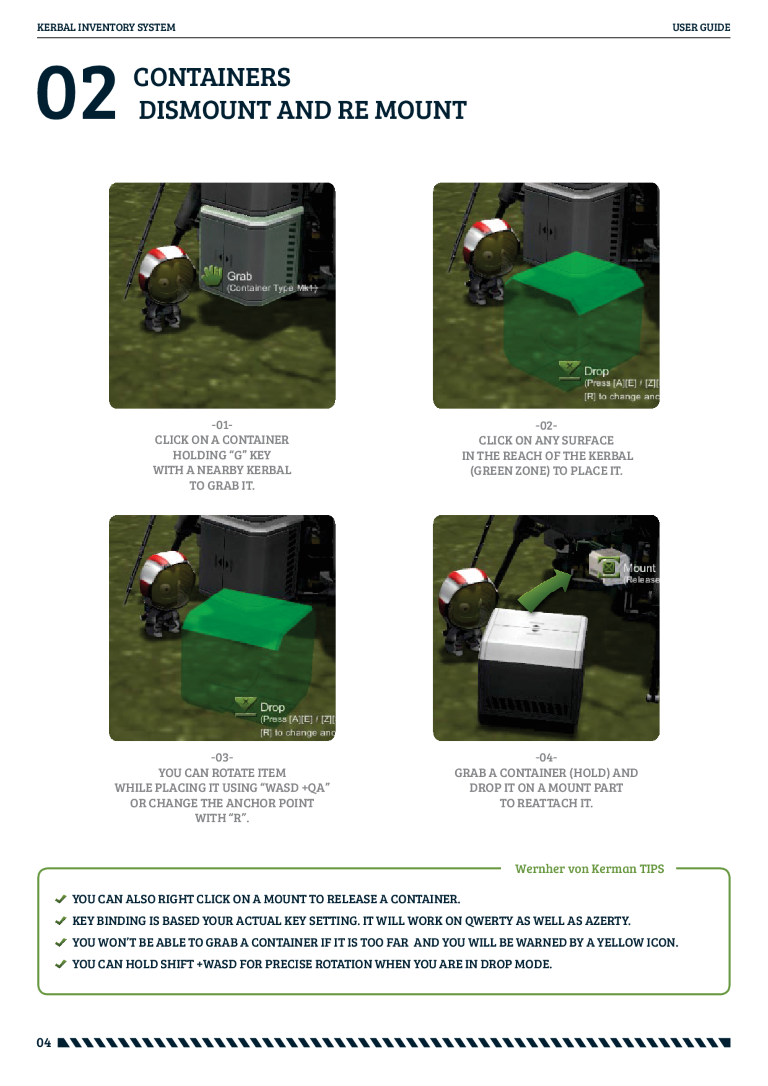 KERBAL INVENTORY SYSTEM
USER GUIDE
02
CONTAINERS
DISMOUNT AND RE MOUNT
Grab
(Container Type Mk1)
Drop
(Press [A][E] / [Z][
[R] to change anc
-01-
CLICK ON A CONTAINER
HOLDING “G” KEY
WITH A NEARBY KERBAL
TO GRAB IT.
-02-
CLICK ON ANY SURFACE
IN THE REACH OF THE KERBAL
(GREEN ZONE) TO PLACE IT.
Drop
(Press [A][E] / [Z][
[R] to change anc
Mount
(Release
-03-
YOU CAN ROTATE ITEM
WHILE PLACING IT USING “WASD +QA”
OR CHANGE THE ANCHOR POINT
WITH “R”.
-04-
GRAB A CONTAINER (HOLD) AND
DROP IT ON A MOUNT PART
TO REATTACH IT.
Wernher von Kerman TIPS
YOU CAN ALSO RIGHT CLICK ON A MOUNT TO RELEASE A CONTAINER.
KEY BINDING IS BASED YOUR ACTUAL KEY SETTING. IT WILL WORK ON QWERTY AS WELL AS AZERTY.
YOU WON’T BE ABLE TO GRAB A CONTAINER IF IT IS TOO FAR AND YOU WILL BE WARNED BY A YELLOW ICON.
YOU CAN HOLD SHIFT +WASD FOR PRECISE ROTATION WHEN YOU ARE IN DROP MODE.
04